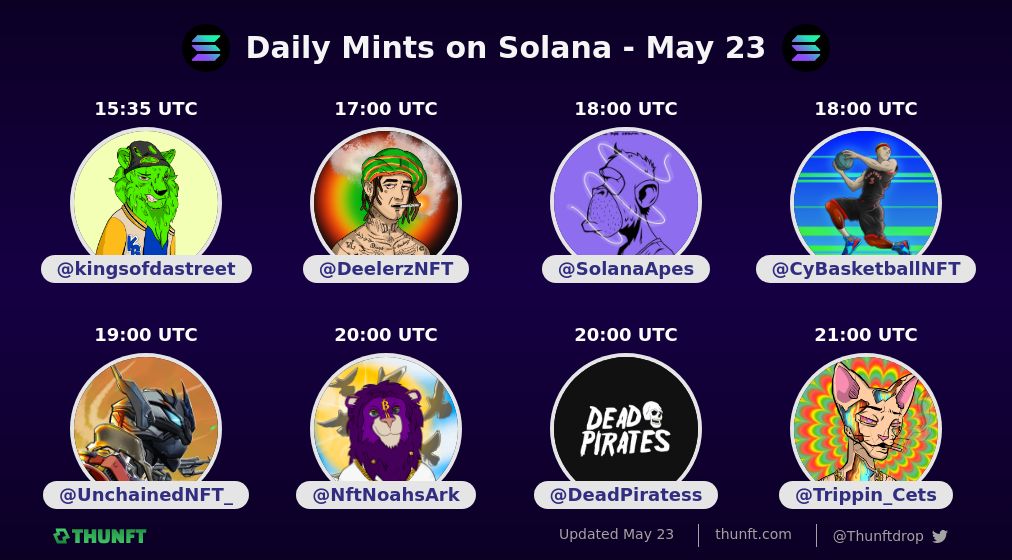 Daily Mints on Solana - May 23
15:35 UTC
17:00 UTC
18:00 UTC
18:00 UTC
@kingsofdastreet
@DeelerzNFT
@SolanaApes
@CyBasketballNFT
19:00 UTC
20:00 UTC
20:00 UTC
21:00 UTC
DEAD
PIRATES
@UnchainedNFT_
@NftNoahsArk
@DeadPiratess
@Trippin_Cets
THUNFT
Updated May 23
thunft.com
@Thunftdrop